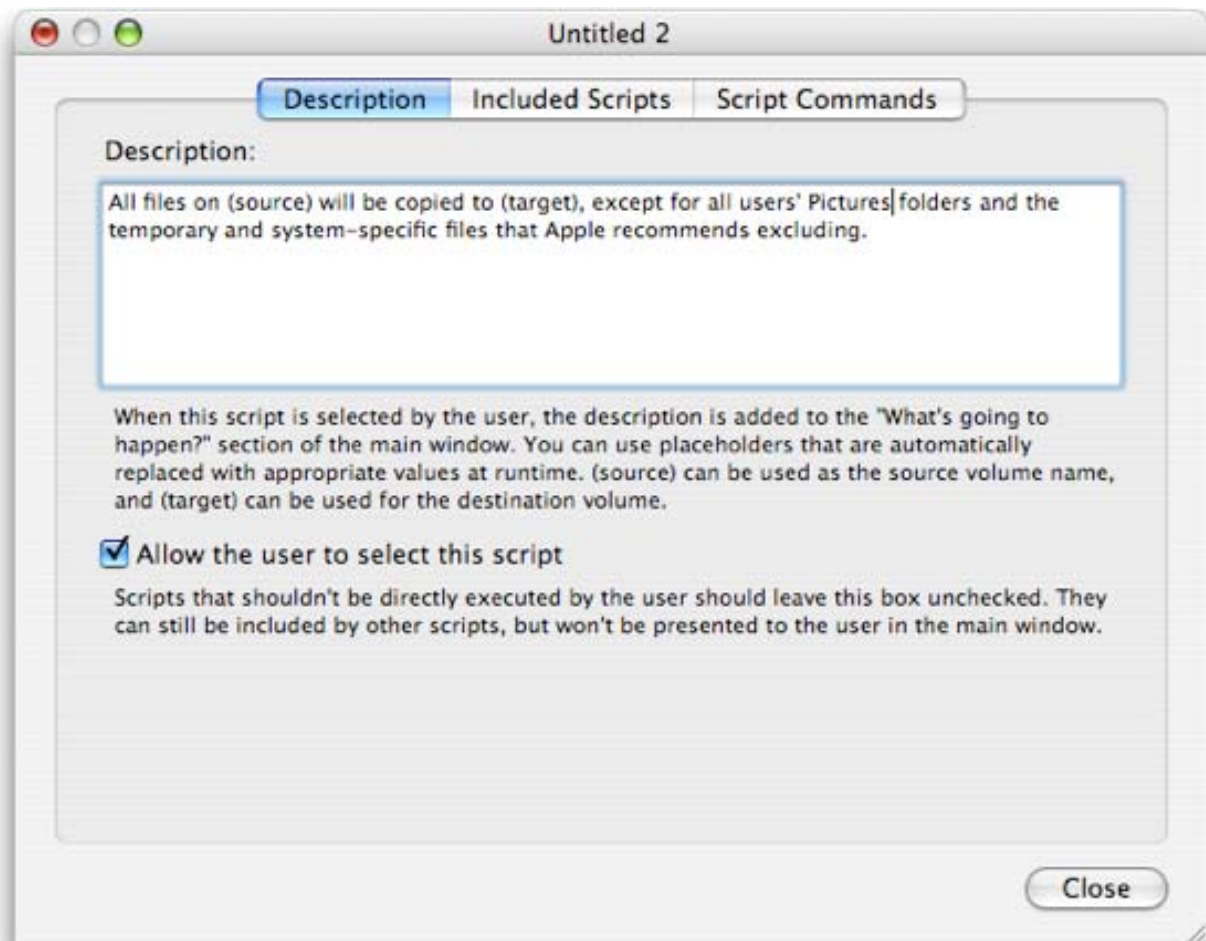 Untitled 2
Description Included Scripts Script Commands
Description:
All files on (source) will be copied to (target), except for all users' Pictures folders and the
temporary and system-specific files that Apple recommends excluding.
When this script is selected by the user, the description is added to the "What's going to
happen?" section of the main window. You can use placeholders that are automatically
replaced with appropriate values at runtime. (source) can be used as the source volume name,
and (target) can be used for the destination volume.
Allow the user to select this script
Scripts that shouldn't be directly executed by the user should leave this box unchecked. They
can still be included by other scripts, but won't be presented to the user in the main window.
Close